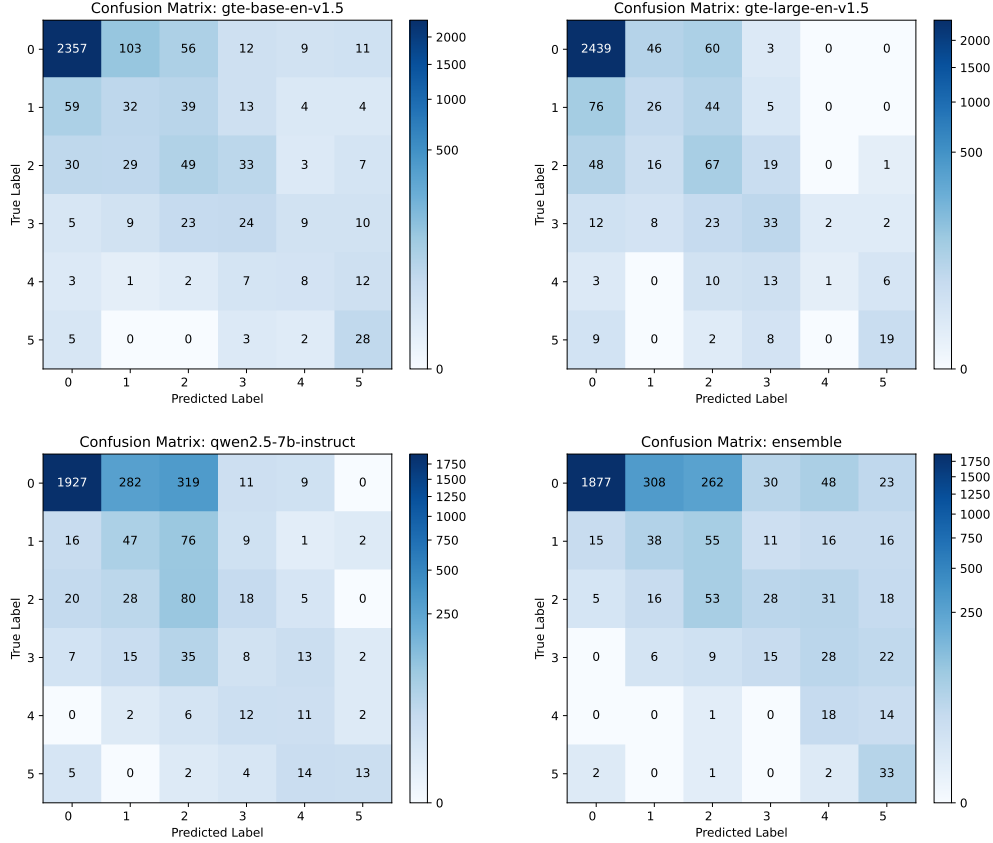 Confusion Matrix: gte-base-en-v1.5
True Label
0 2357 103 56 12 9 11
1 59 32 39 13 4 4
2 30 29 49 33 3 7
3 5 9 23 24 9 10
4 3 1 2 7 8 12
5 5 0 0 3 2 28
0 1 2 3 4 5
Predicted Label
2000
1500
1000
500
0
Confusion Matrix: gte-large-en-v1.5
True Label
0 2439 46 60 3 0 0
1 76 26 44 5 0 0
2 48 16 67 19 0 1
3 12 8 23 33 2 2
4 3 0 10 13 1 6
5 9 0 2 8 0 19
0 1 2 3 4 5
Predicted Label
2000
1500
1000
500
0
Confusion Matrix: qwen2.5-7b-instruct
True Label
0 1927 282 319 11 9 0
1 16 47 76 9 1 2
2 20 28 80 18 5 0
3 7 15 35 8 13 2
4 0 2 6 12 11 2
5 5 0 2 4 14 13
0 1 2 3 4 5
Predicted Label
1750
1500
1250
1000
750
500
250
0
Confusion Matrix: ensemble
True Label
0 1877 308 262 30 48 23
1 15 38 55 11 16 16
2 5 16 53 28 31 18
3 0 6 9 15 28 22
4 0 0 1 0 18 14
5 2 0 1 0 2 33
0 1 2 3 4 5
Predicted Label
1750
1500
1250
1000
750
500
250
0